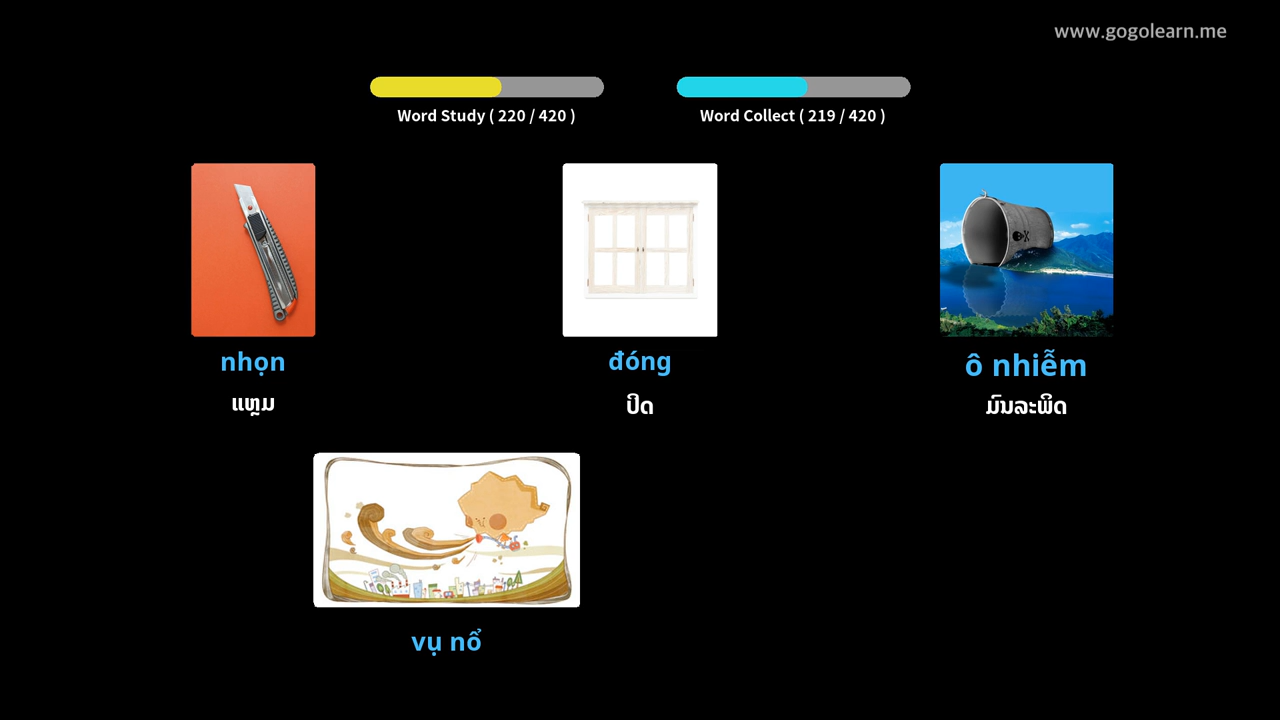 www.gogolearn.me
Word Study ( 220 / 420 )
Word Collect ( 219 / 420 )
nhọn
đóng
ô nhiễm
ແຫຼມ
ປິດ
ມົນລະພິດ
vụ nổ